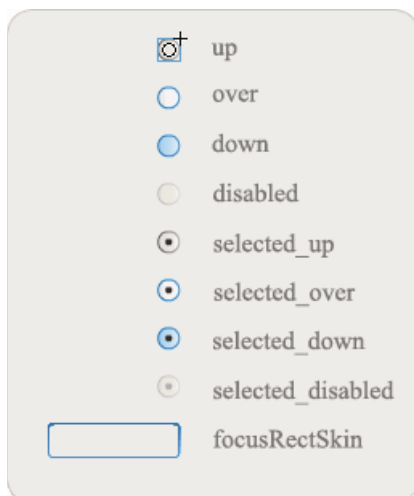 up
over
down
disabled
selected_up
selected_over
selected_down
selected_disabled
focusRectSkin